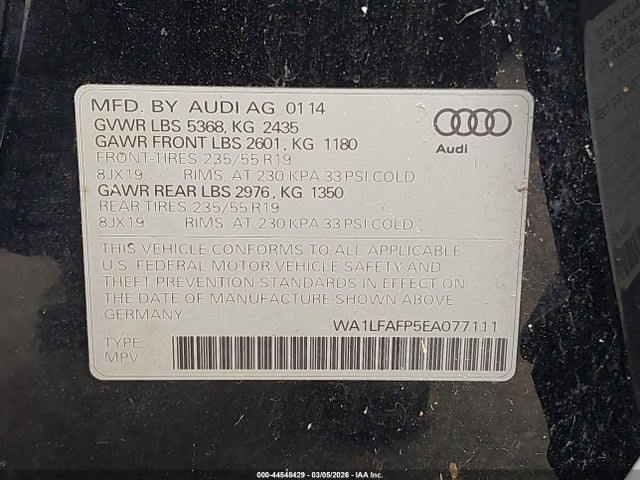 MFD. BY AUDI AG 01 14
GVWR LBS 5368, KG 2435
GAWR FRONT LBS 2601, KG 1180
FRONT-TIRES 235/55 R19
8JX19 RIMS, AT 230 KPA 33 PSI COLD
GAWR REAR LBS 2976, KG 1350
REAR TIRES 235/55 R19
8JX19 RIMS, AT 230 KPA 33 PSI COLD
Audi
THIS VEHICLE CONFORMS TO ALL APPLICABLE
U.S. FEDERAL MOTOR VEHICLE SAFETY AND
THEFT PREVENTION STANDARDS IN EFFECT ON
THE DATE OF MANUFACTURE SHOWN ABOVE
GERMANY
WA1LFAFP5EA077111
TYPE
MPV
000-44548429 - 03/05/2026 - IAA Inc.